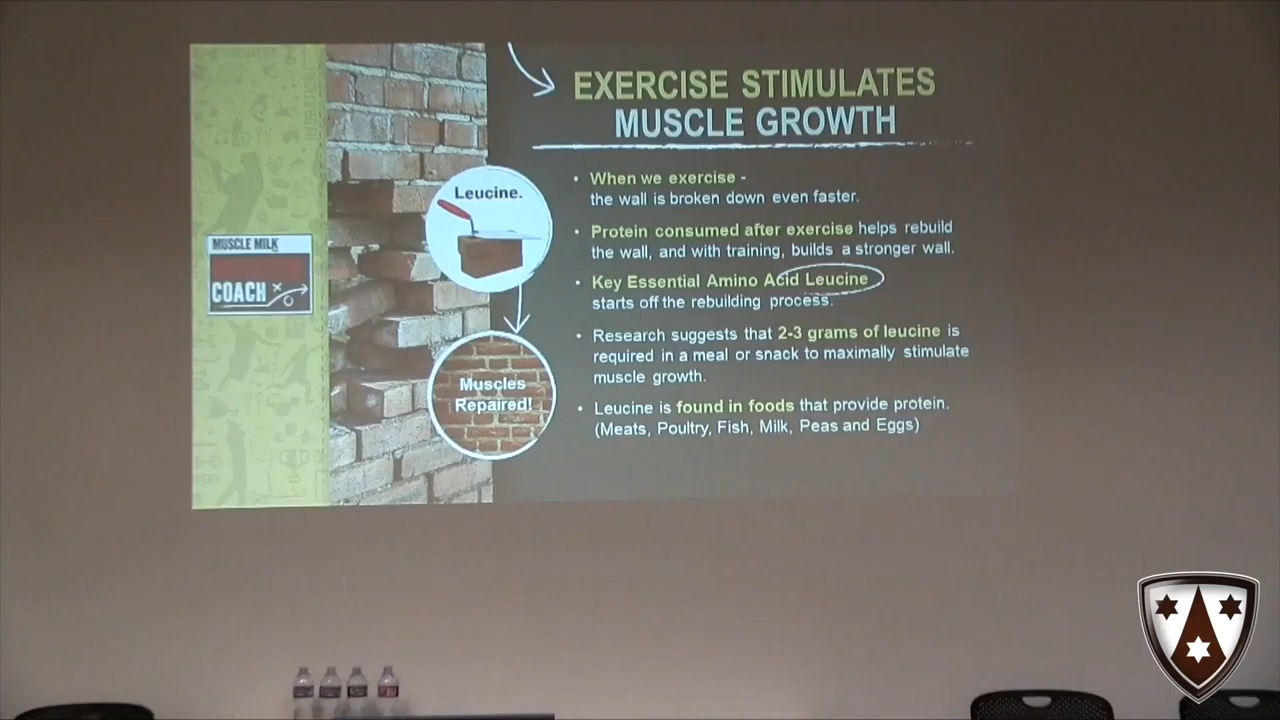 EXERCISE STIMULATES
MUSCLE GROWTH
• When we exercise -
the wall is broken down even faster.
• Protein consumed after exercise helps rebuild
the wall, and with training, builds a stronger wall.
• Key Essential Amino Acid Leucine
starts off the rebuilding process.
• Research suggests that 2-3 grams of leucine is
required in a meal or snack to maximally stimulate
muscle growth.
• Leucine is found in foods that provide protein.
(Meats, Poultry, Fish, Milk, Peas and Eggs)
Leucine.
Muscles
Repaired!
MUSCLE MILK
COACH